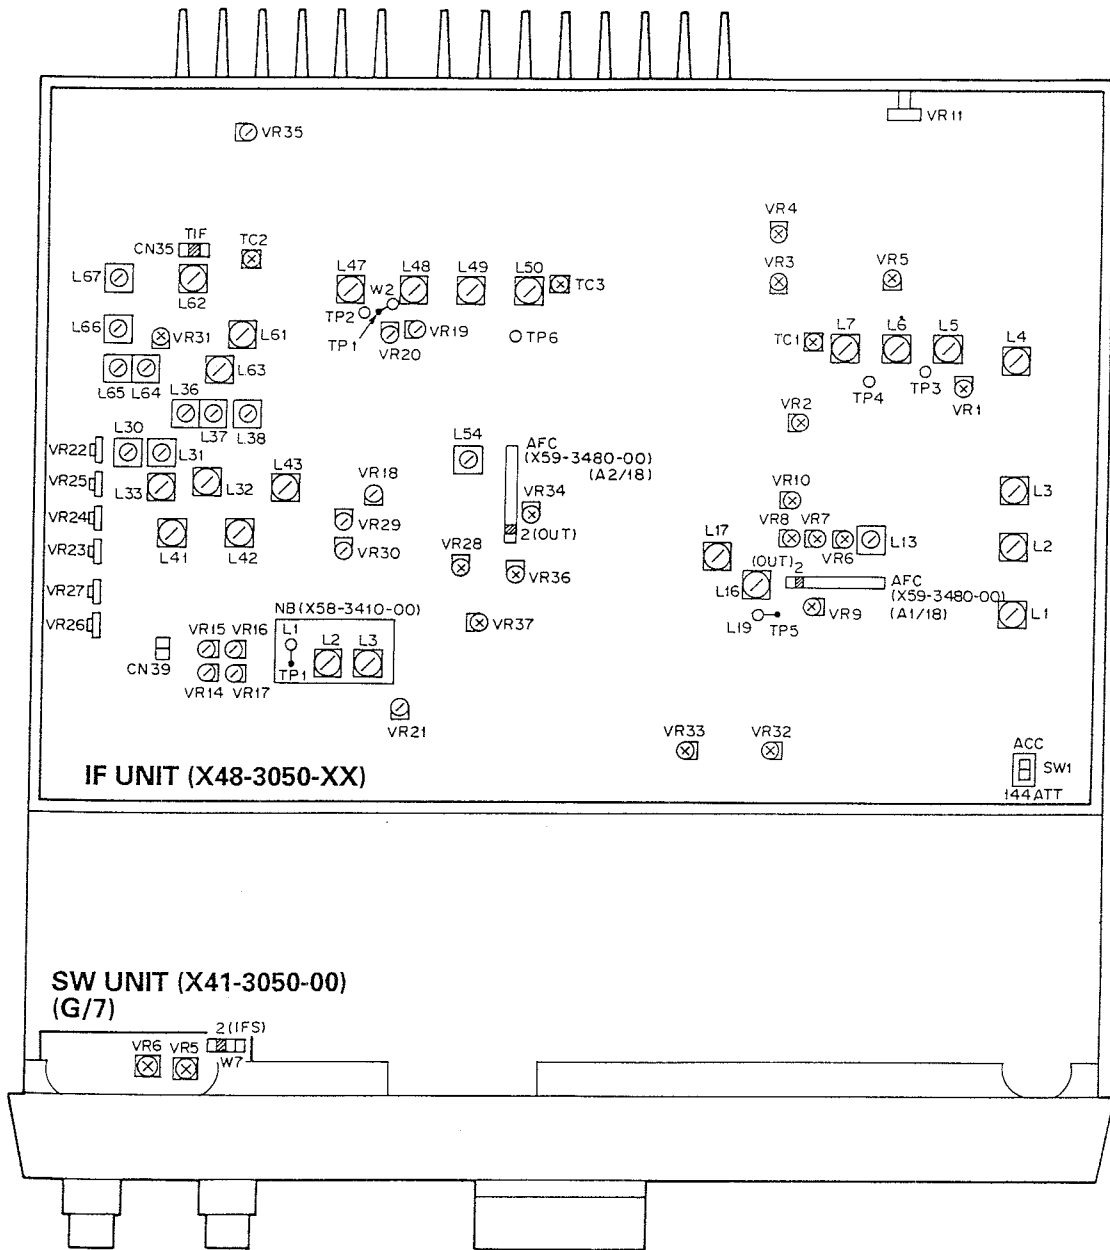 VR11
VR35
VR4
TIF
CN35
TC2
L67
L62
L47
L48
L49
L50
TC3
VR3
VR5
W2
TP2
TP1
VR19
VR20
TP6
L66
VR31
L61
TC1
L7
L6
L5
L4
L65
L64
L63
TP4
TP3
VR1
L36
L37
L38
VR2
L30
L31
VR22
L54
AFC
(X59-3480-00)
(A2/18)
VR25
L33
L32
L43
VR18
VR34
VR10
L3
VR24
VR29
2(OUT)
VR8
VR7
VR6
L13
L41
L42
VR30
VR28
L17
L2
VR23
VR36
(OUT)
2
AFC
(X59-3480-00)
(A1/18)
L16
VR27
VR9
L1
VR26
NB(X58-3410-00)
VR37
L19
TP5
CN39
VR15
VR16
L1
L2
L3
TP1
VR14
VR17
VR21
VR33
VR32
ACC
SW1
144ATT
IF UNIT (X48-3050-XX)
SW UNIT (X41-3050-00)
(G/7)
2(IFS)
VR6
VR5
W7